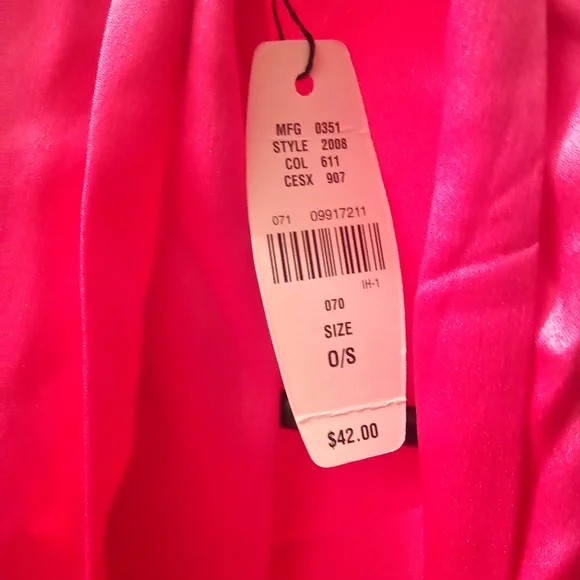 MFG 0351
STYLE 2008
COL 611
CESX 907
071 09917211
IH-1
070
SIZE
O/S
$42.00